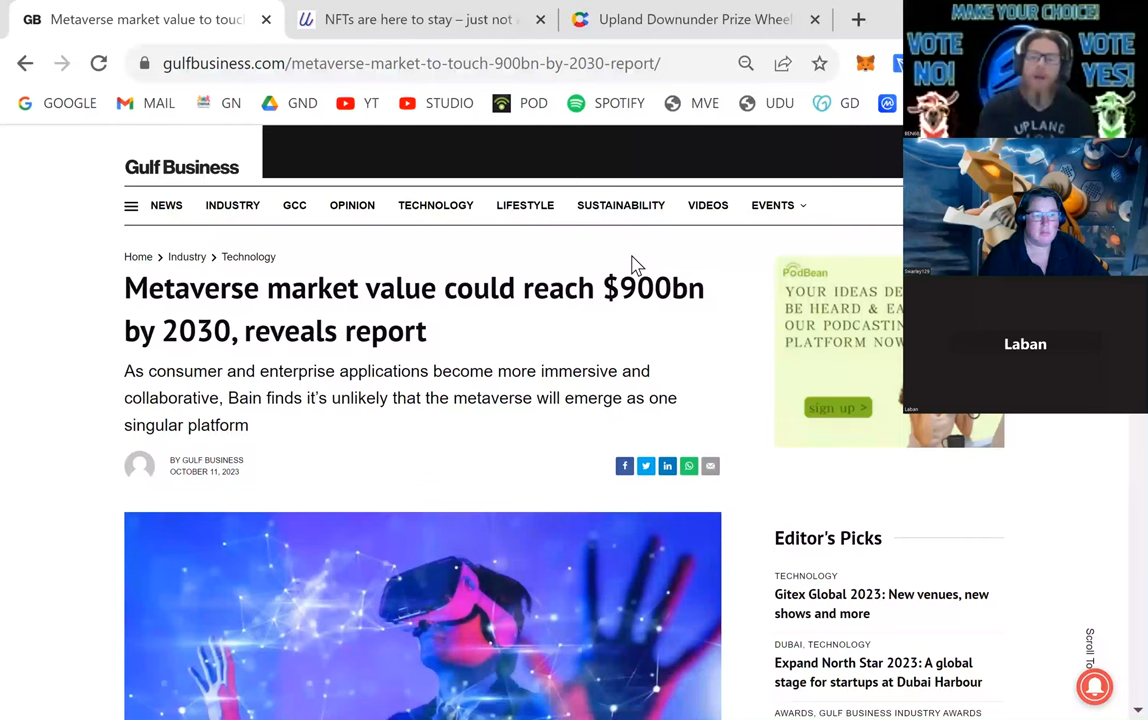 Metaverse market value to touc
NFTs are here to stay – just not
Upland Downunder Prize Wheel
gulfbusiness.com/metaverse-market-to-touch-900bn-by-2030-report/
GOOGLE
MAIL
GN
GND
YT
STUDIO
POD
SPOTIFY
MVE
UDU
GD
MAKE YOUR CHOICE!
VOTE NO!
VOTE YES!
UPLAND
Swarley129
Laban
Laban
Gulf Business
NEWS
INDUSTRY
GCC
OPINION
TECHNOLOGY
LIFESTYLE
SUSTAINABILITY
VIDEOS
EVENTS
Home > Industry > Technology
Metaverse market value could reach $900bn
by 2030, reveals report
As consumer and enterprise applications become more immersive and
collaborative, Bain finds it's unlikely that the metaverse will emerge as one
singular platform
BY GULF BUSINESS
OCTOBER 11, 2023
PodBean
YOUR IDEAS DE
BE HEARD & EA
OUR PODCASTIN
PLATFORM NOW
sign up >
Editor's Picks
TECHNOLOGY
Gitex Global 2023: New venues, new
shows and more
DUBAI, TECHNOLOGY
Expand North Star 2023: A global
stage for startups at Dubai Harbour
AWARDS, GULF BUSINESS INDUSTRY AWARDS
Scroll To